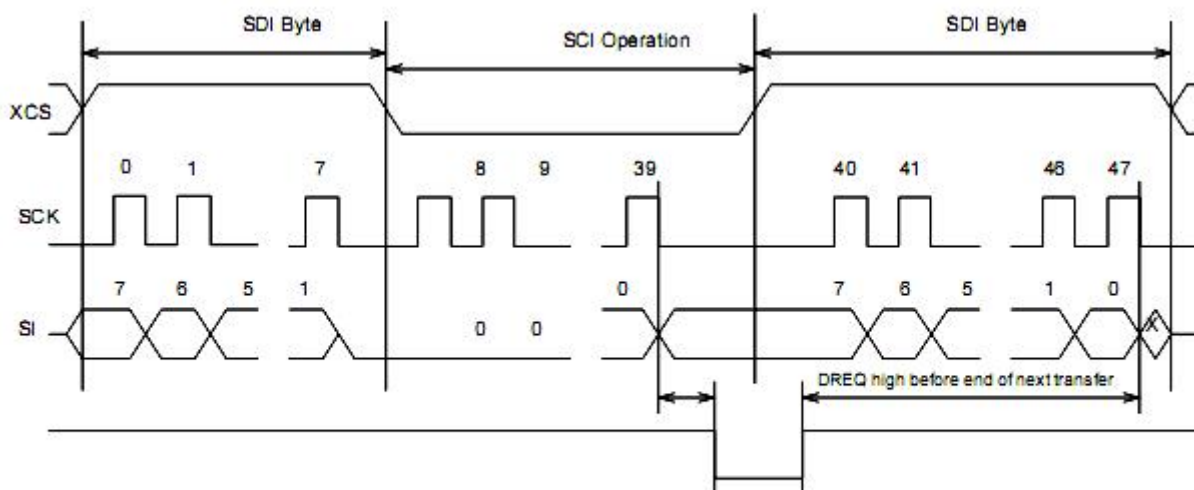 SDI Byte SCI Operation SDI Byte
XCS
0 1 7 8 9 39 40 41 46 47
SCK
7 6 5 1 0 7 6 5 1 0
SI 0 0 X
DREQ high before end of next transfer